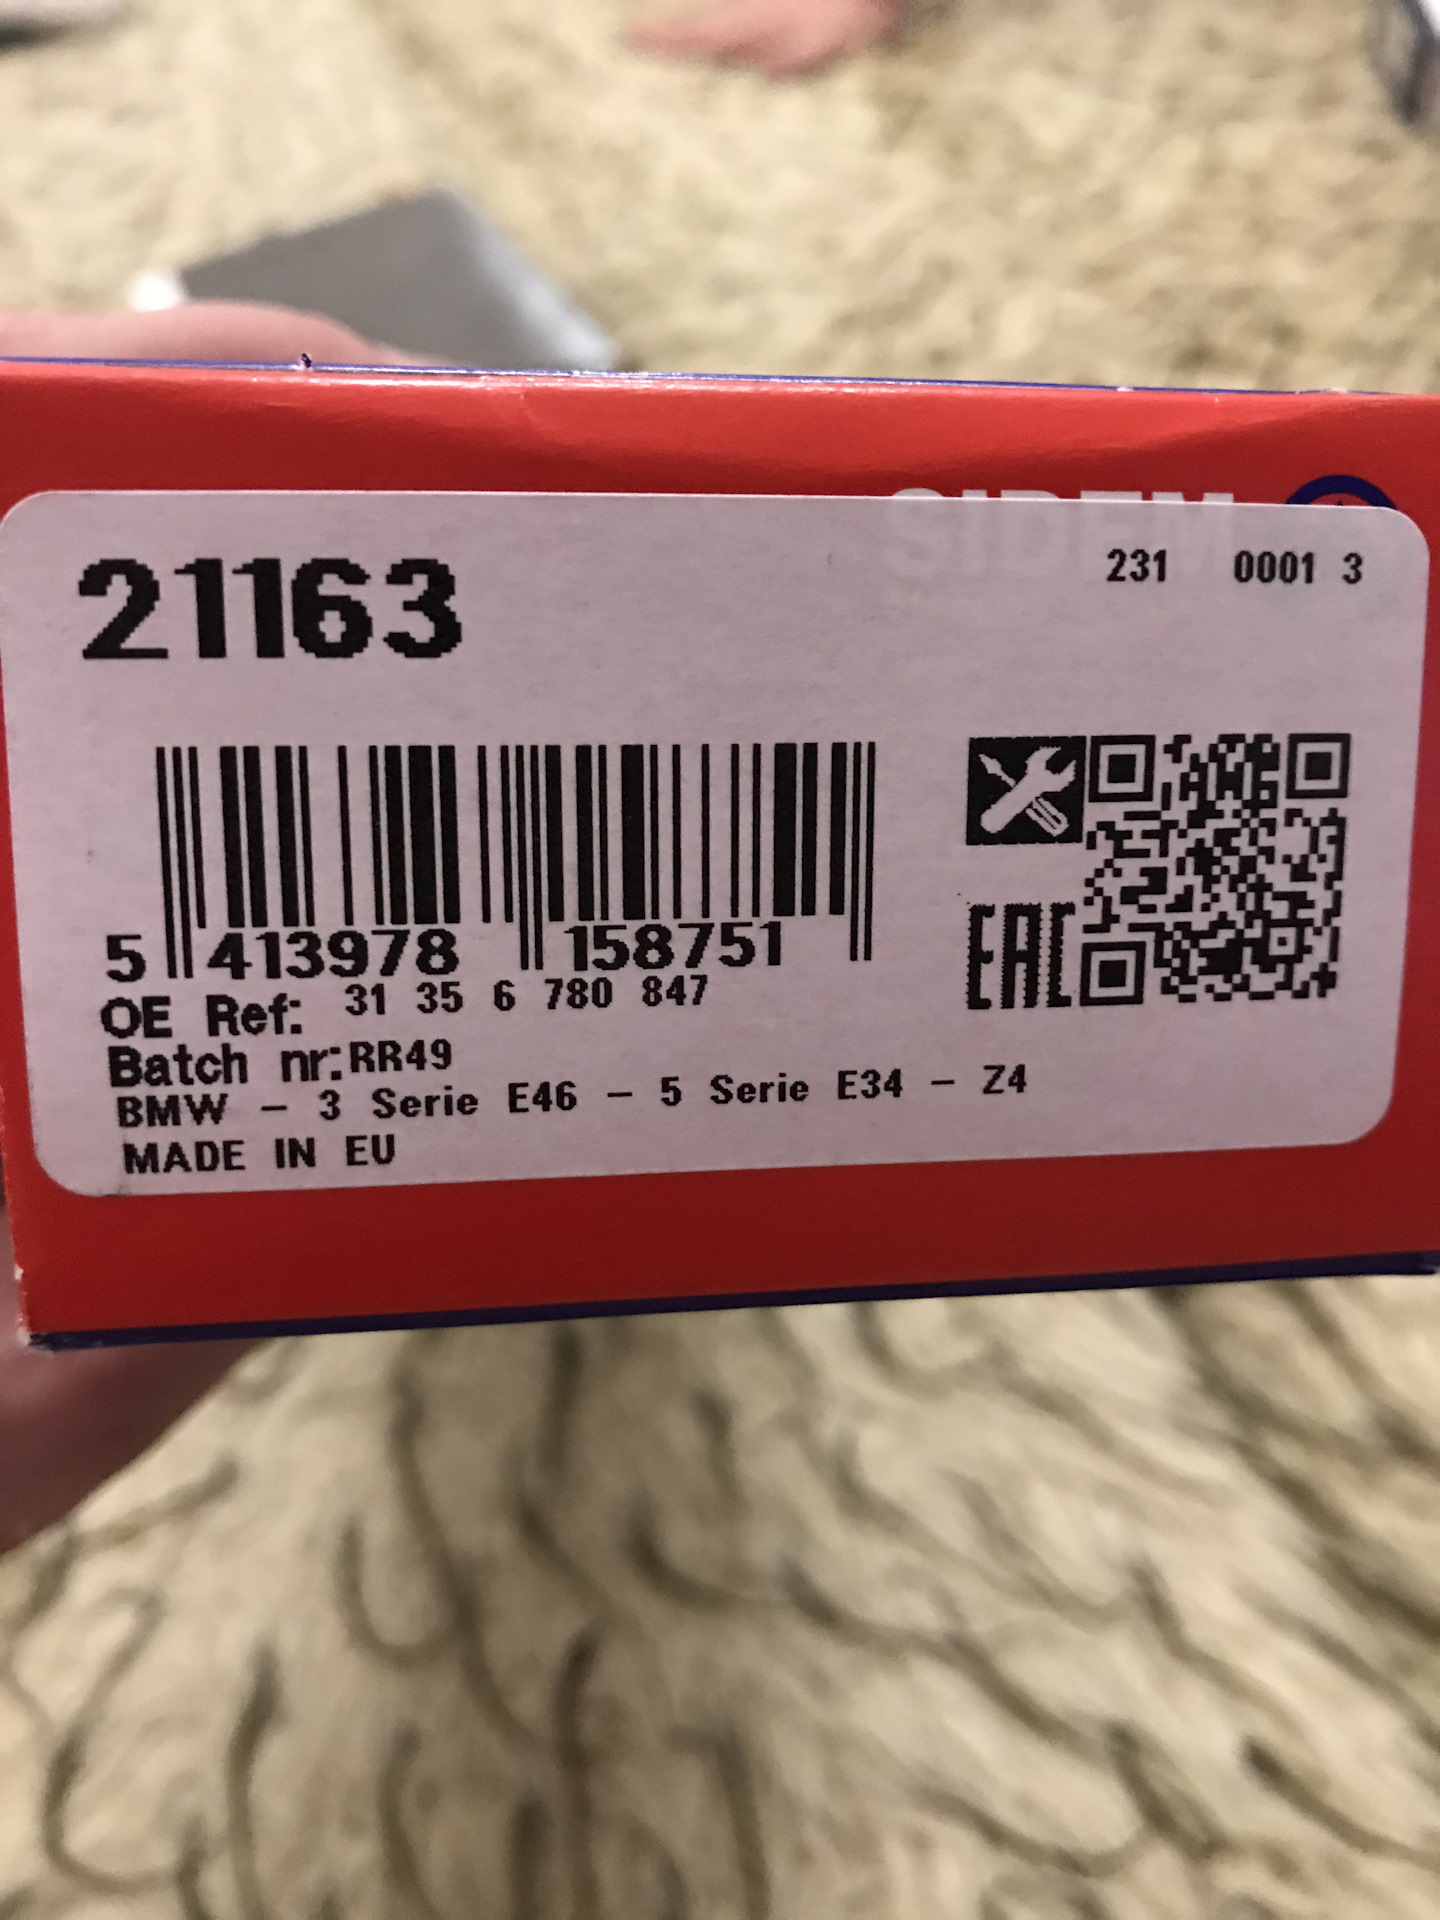 SIDEM
21163
231 0001 3
5 413978 158751
EAC
OE Ref: 31 35 6 780 847
Batch nr: RR49
BMW - 3 Serie E46 - 5 Serie E34 - Z4
MADE IN EU